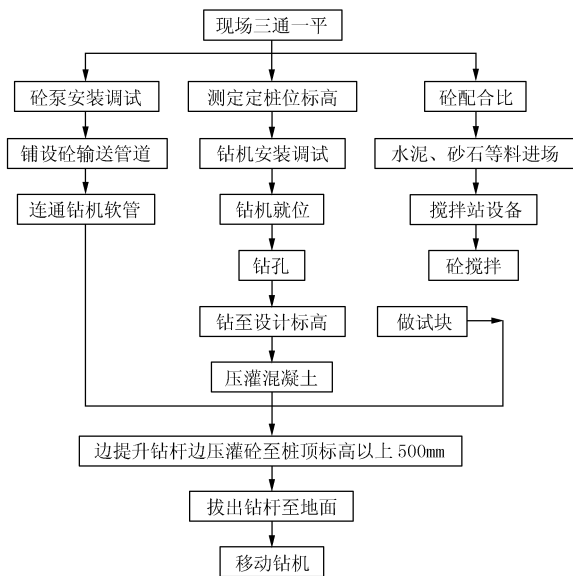 现场三通一平
砼泵安装调试
测定定桩位标高
砼配合比
铺设砼输送管道
钻机安装调试
水泥、砂石等料进场
连通钻机软管
钻机就位
搅拌站设备
钻孔
砼搅拌
钻至设计标高
做试块
压灌混凝土
边提升钻杆边压灌砼至桩顶标高以上500mm
拔出钻杆至地面
移动钻机